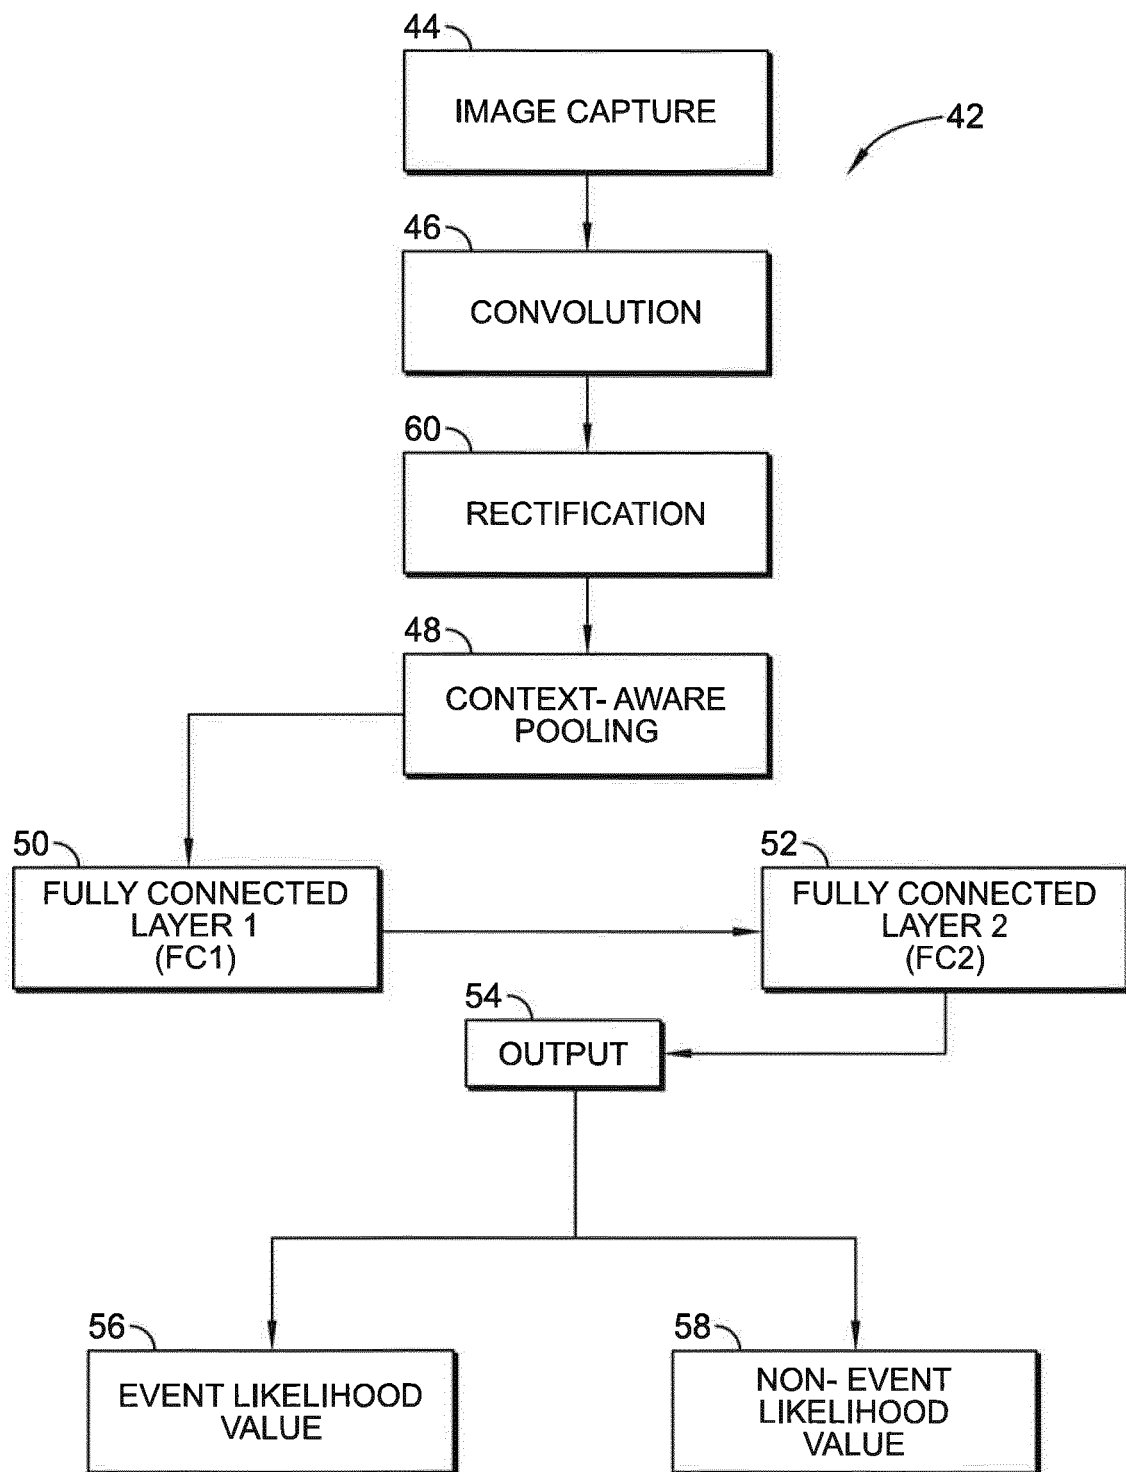 44
IMAGE CAPTURE
42
46
CONVOLUTION
60
RECTIFICATION
48
CONTEXT- AWARE
POOLING
50
FULLY CONNECTED
LAYER 1
(FC1)
52
FULLY CONNECTED
LAYER 2
(FC2)
54
OUTPUT
56
EVENT LIKELIHOOD
VALUE
58
NON- EVENT
LIKELIHOOD
VALUE